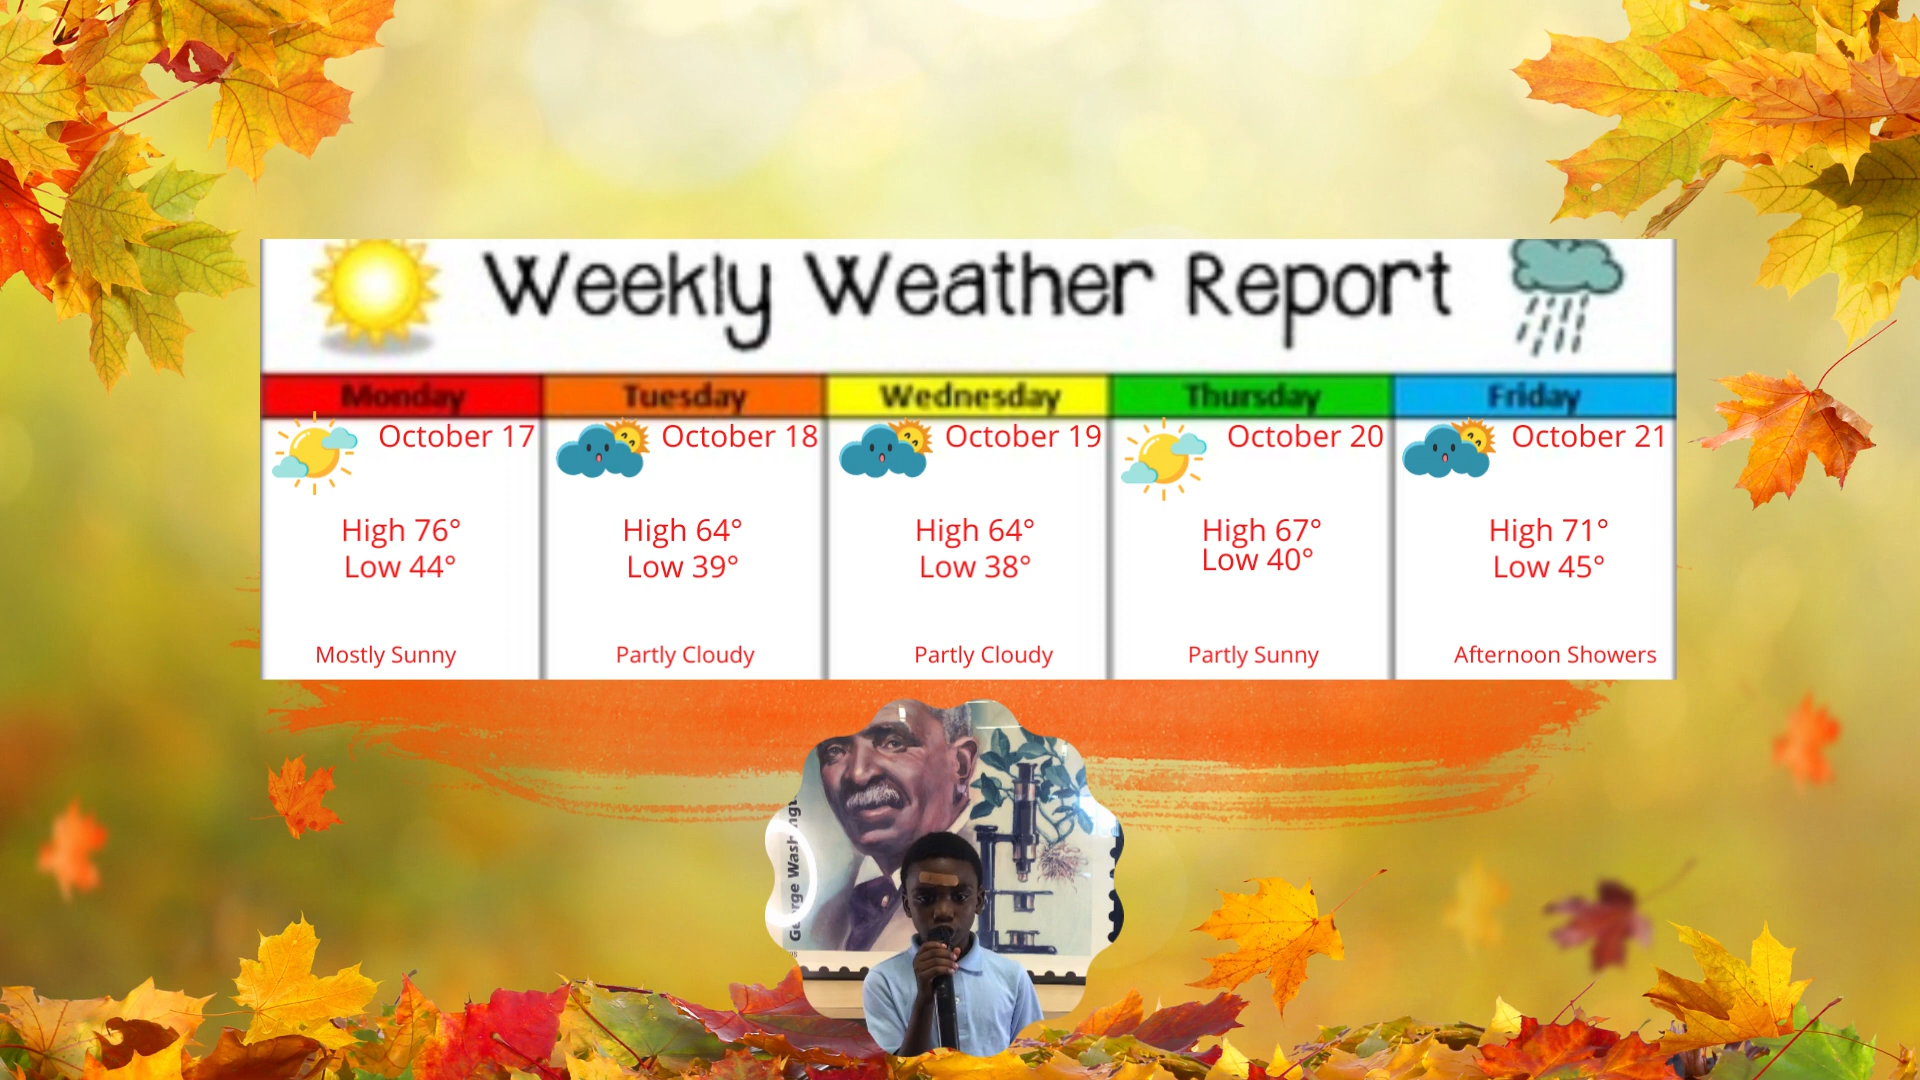 Weekly Weather Report
Monday Tuesday Wednesday Thursday Friday
October 17 October 18 October 19 October 20 October 21
High 76° High 64° High 64° High 67° High 71°
Low 44° Low 39° Low 38° Low 40° Low 45°
Mostly Sunny Partly Cloudy Partly Cloudy Partly Sunny Afternoon Showers
George